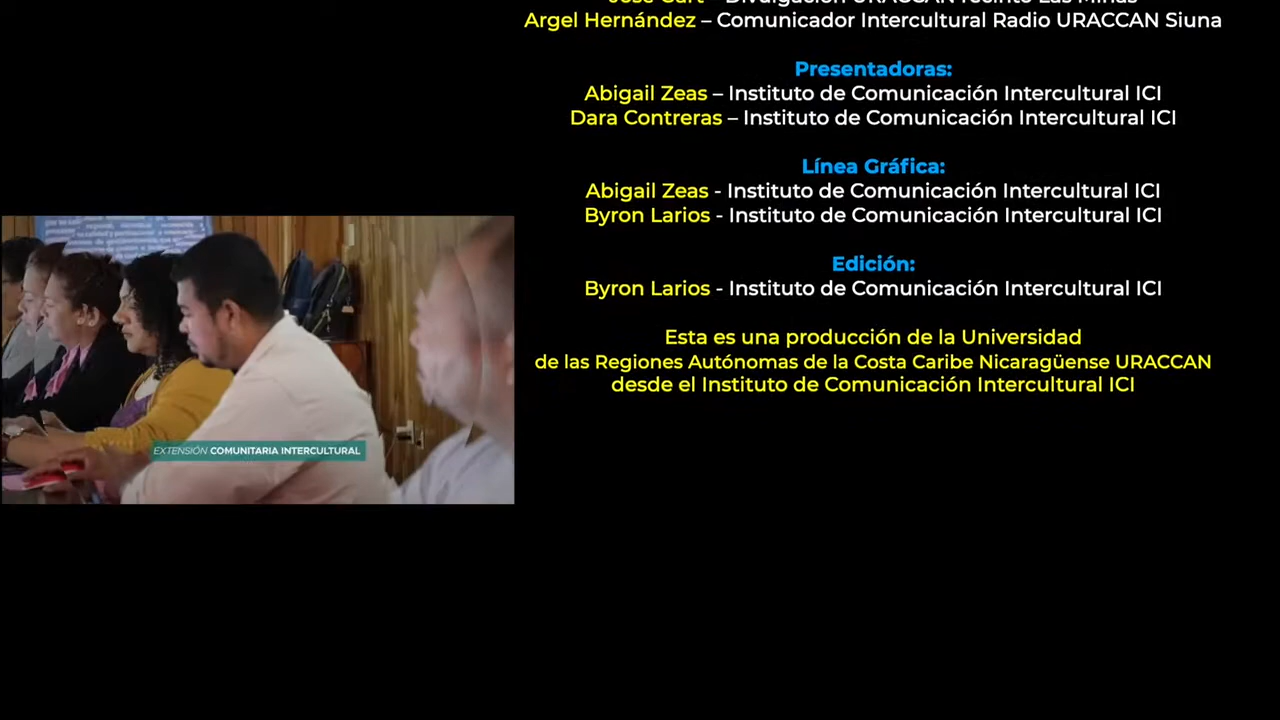 Argel Hernández – Comunicador Intercultural Radio URACCAN Siuna
Presentadoras:
Abigail Zeas – Instituto de Comunicación Intercultural ICI
Dara Contreras – Instituto de Comunicación Intercultural ICI
Línea Gráfica:
Abigail Zeas - Instituto de Comunicación Intercultural ICI
Byron Larios - Instituto de Comunicación Intercultural ICI
Edición:
Byron Larios - Instituto de Comunicación Intercultural ICI
Esta es una producción de la Universidad
de las Regiones Autónomas de la Costa Caribe Nicaragüense URACCAN
desde el Instituto de Comunicación Intercultural ICI
EXTENSIÓN COMUNITARIA INTERCULTURAL